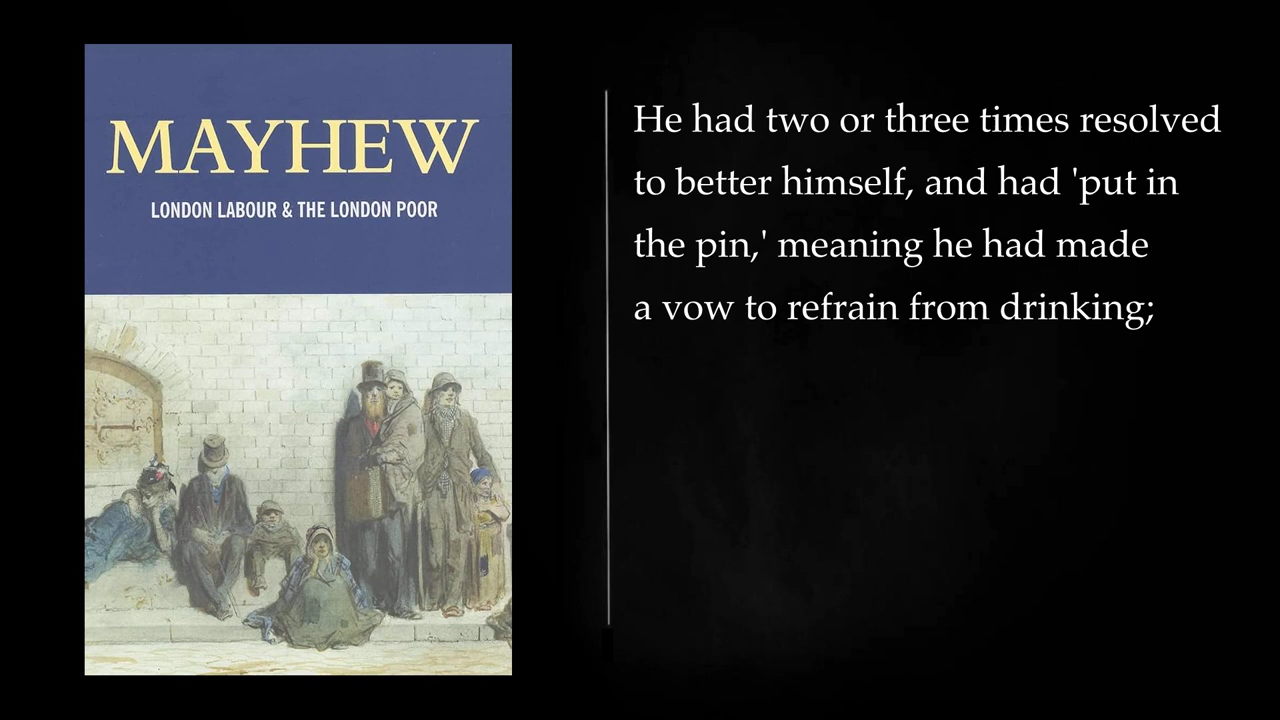 MAYHEW
LONDON LABOUR & THE LONDON POOR
He had two or three times resolved
to better himself, and had 'put in
the pin,' meaning he had made
a vow to refrain from drinking;